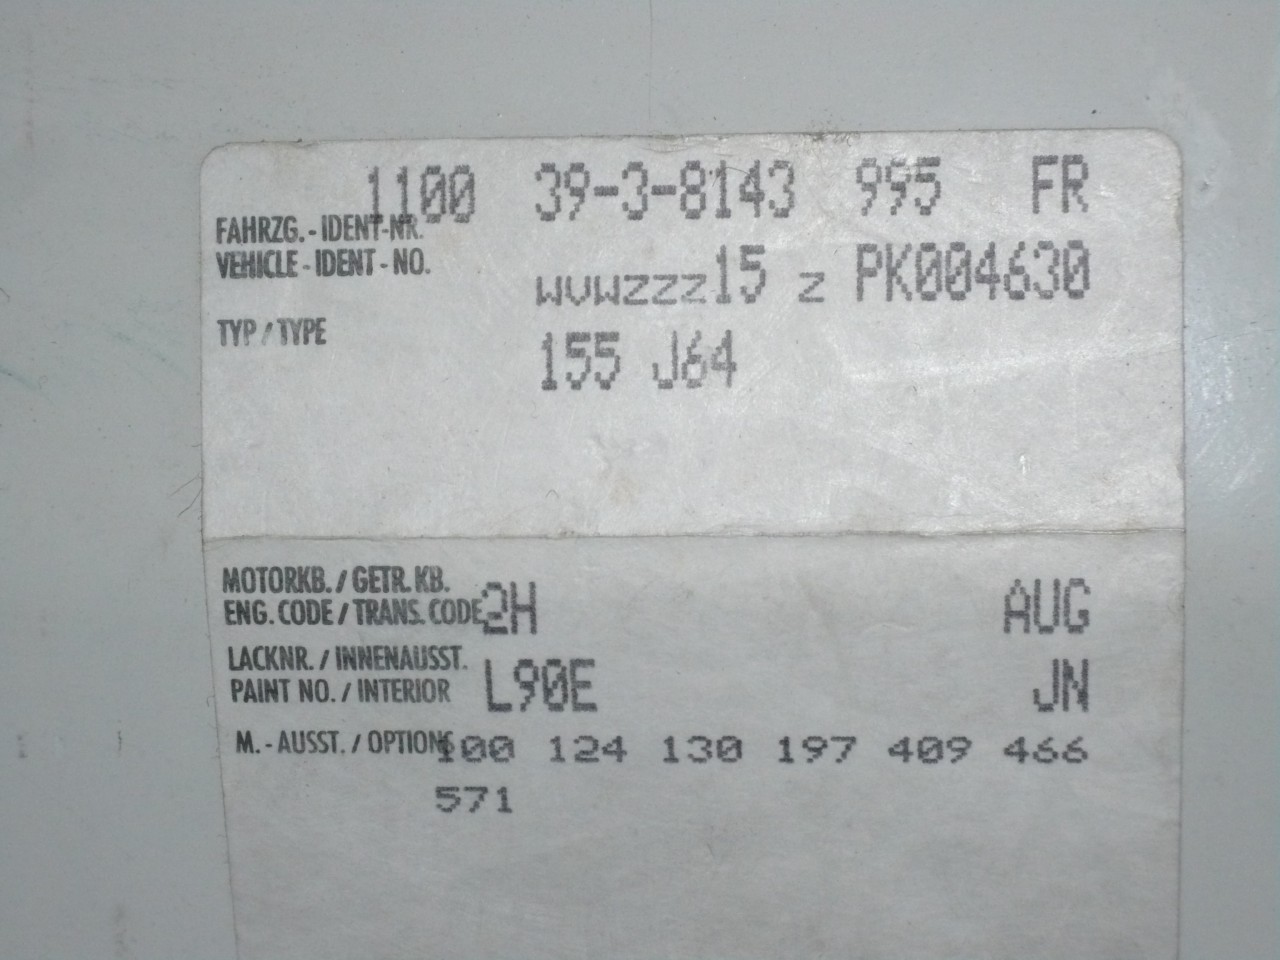 1100 39-3-8143 995 FR
FAHRZG.-IDENT-NR.
VEHICLE-IDENT-NO.
wvwzzz15 z PK004630
TYP/TYPE
155 J64
MOTORKB./GETR.KB.
ENG.CODE/TRANS.CODE 2H AUG
LACKNR./INNENAUSST.
PAINT NO./INTERIOR L90E JN
M.-AUSST./OPTIONS 100 124 130 197 409 466
571